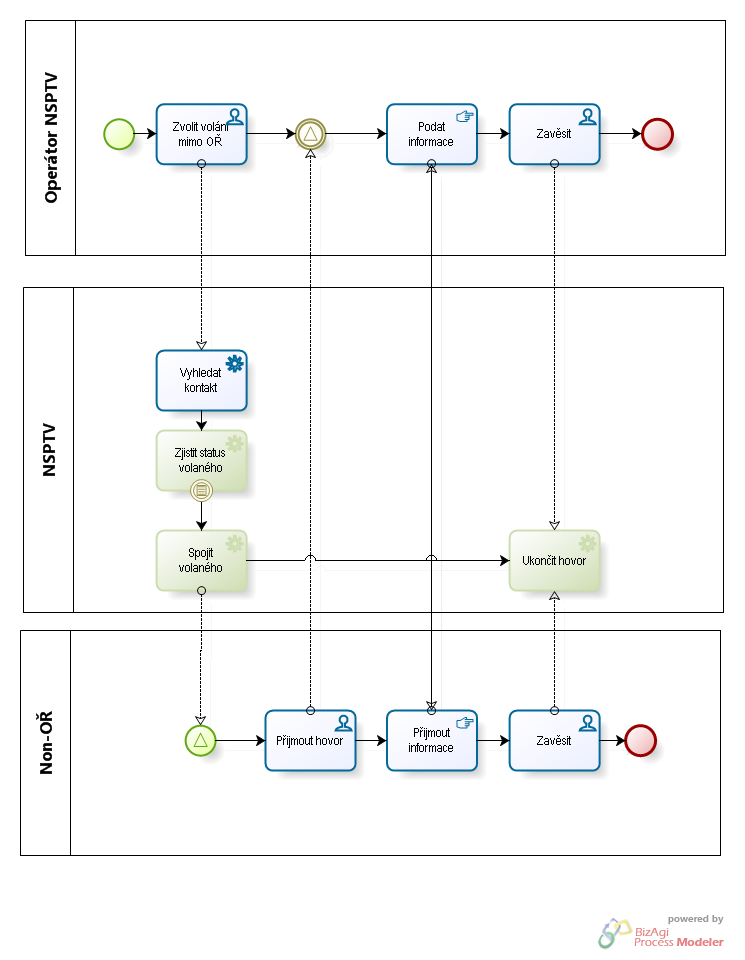 Operátor NSPTV
Zvolit volání
mimo OŘ
Podat
informace
Zavěsit
NSPTV
Vyhledat
kontakt
Zjistit status
volaného
Spojit
volaného
Ukončit hovor
Non-OŘ
Přijmout hovor
Přijmout
informace
Zavěsit
powered by
BizAgi
Process Modeler